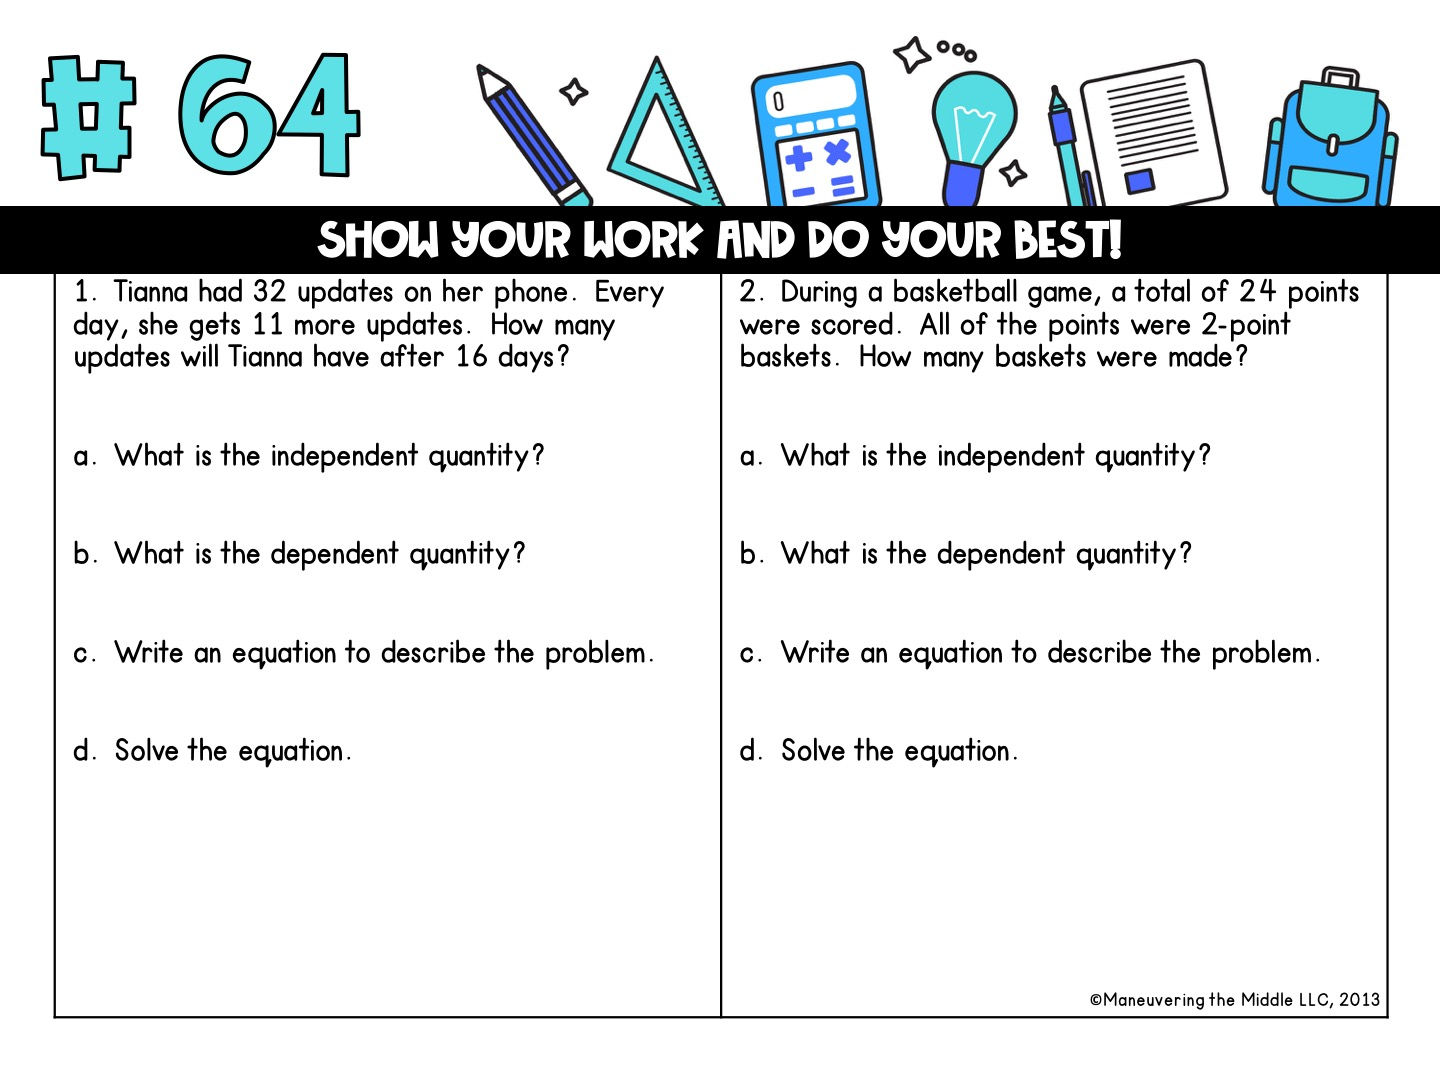 # 64
SHOW YOUR WORK AND DO YOUR BEST!
1. Tianna had 32 updates on her phone. Every
day, she gets 11 more updates. How many
updates will Tianna have after 16 days?
a. What is the independent quantity?
b. What is the dependent quantity?
c. Write an equation to describe the problem.
d. Solve the equation.
2. During a basketball game, a total of 24 points
were scored. All of the points were 2-point
baskets. How many baskets were made?
a. What is the independent quantity?
b. What is the dependent quantity?
c. Write an equation to describe the problem.
d. Solve the equation.
©Maneuvering the Middle LLC, 2013